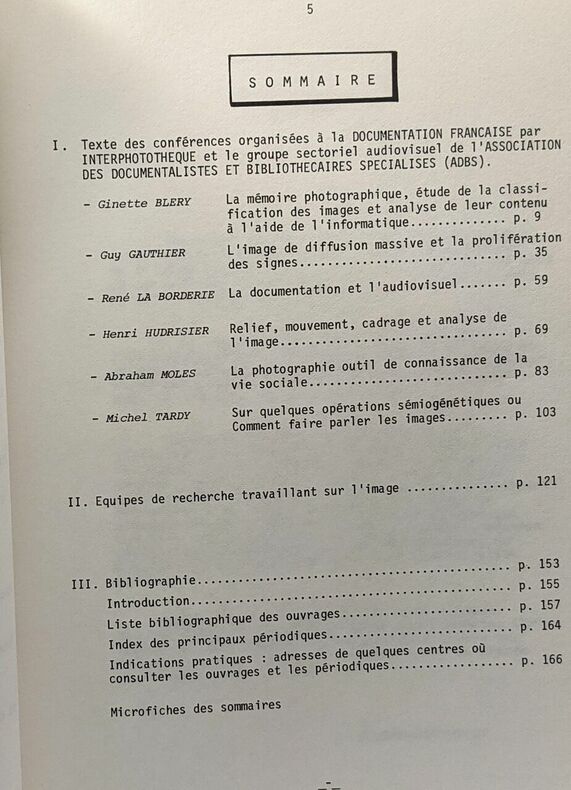 5
SOMMAIRE
I. Texte des conférences organisées à la DOCUMENTATION FRANCAISE par
INTERPHOTOTHEQUE et le groupe sectoriel audiovisuel de l'ASSOCIATION
DES DOCUMENTALISTES ET BIBLIOTHECAIRES SPECIALISES (ADBS).
- Ginette BLERY La mémoire photographique, étude de la classi-
fication des images et analyse de leur contenu
à l'aide de l'informatique............... p. 9
- Guy GAUTHIER L'image de diffusion massive et la prolifération
des signes.............................. p. 35
- René LA BORDERIE La documentation et l'audiovisuel....... p. 59
- Henri HUDRISIER Relief, mouvement, cadrage et analyse de
l'image................................. p. 69
- Abraham MOLES La photographie outil de connaissance de la
vie sociale............................. p. 83
- Michel TARDY Sur quelques opérations sémiogénétiques ou
Comment faire parler les images......... p. 103
II. Equipes de recherche travaillant sur l'image ............... p. 121
III. Bibliographie.............................................. p. 153
Introduction............................................... p. 155
Liste bibliographique des ouvrages......................... p. 157
Index des principaux périodiques........................... p. 164
Indications pratiques : adresses de quelques centres où
consulter les ouvrages et les périodiques.................. p. 166
Microfiches des sommaires